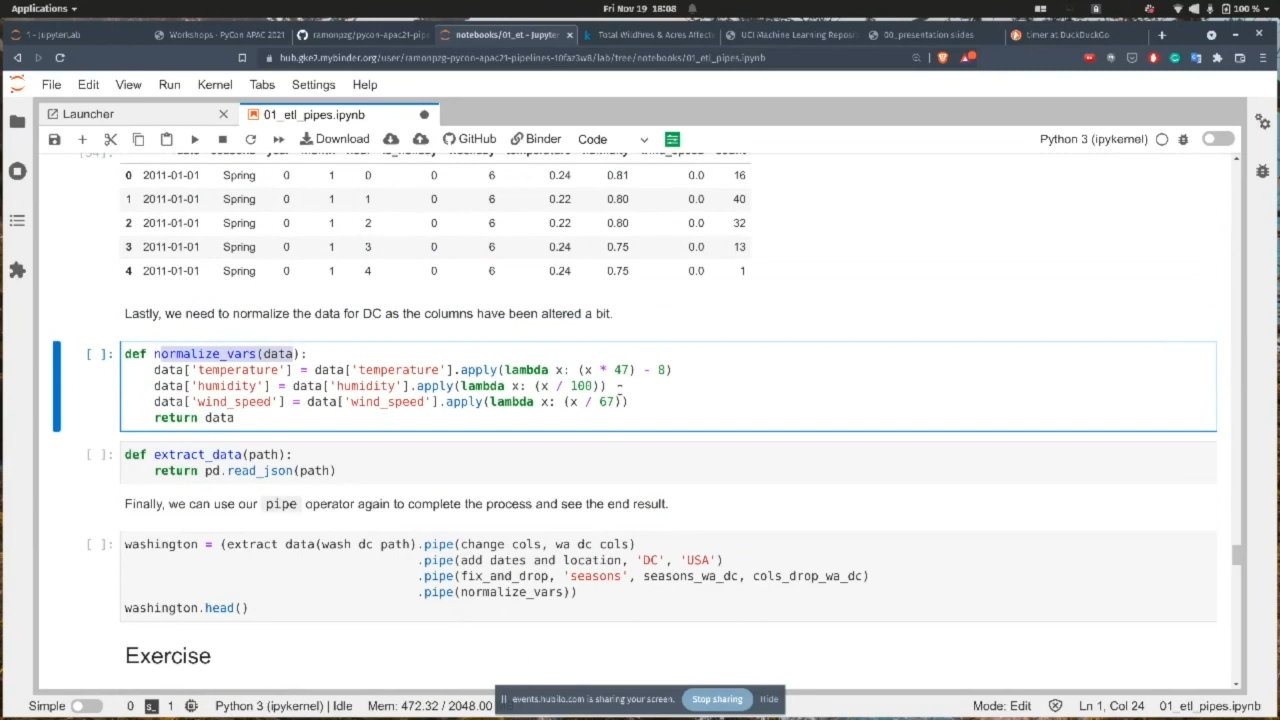 Applications
Fri Nov 19 18:08
100 %
1 - JupyterLab
Workshops - PyCon APAC 2021
ramonpzg/pycon-apac21-pip
notebooks/01_et - Jupyter
Total Wildfires & Acres Affect
UCI Machine Learning Reposi
00_presentation slides
timer at DuckDuckGo
hub.gke2.mybinder.org/user/ramonpzg-pycon-apac21-pipelines-10faz3w8/lab/tree/notebooks/01_etl_pipes.ipynb
File Edit View Run Kernel Tabs Settings Help
Launcher
01_etl_pipes.ipynb
Download GitHub Binder Code
Python 3 (ipykernel)
0 2011-01-01 Spring 0 1 0 0 6 0.24 0.81 0.0 16
1 2011-01-01 Spring 0 1 1 0 6 0.22 0.80 0.0 40
2 2011-01-01 Spring 0 1 2 0 6 0.22 0.80 0.0 32
3 2011-01-01 Spring 0 1 3 0 6 0.24 0.75 0.0 13
4 2011-01-01 Spring 0 1 4 0 6 0.24 0.75 0.0 1
Lastly, we need to normalize the data for DC as the columns have been altered a bit.
[ ]: def normalize_vars(data):
data['temperature'] = data['temperature'].apply(lambda x: (x * 47) - 8)
data['humidity'] = data['humidity'].apply(lambda x: (x / 100))
data['wind_speed'] = data['wind_speed'].apply(lambda x: (x / 67))
return data
[ ]: def extract_data(path):
return pd.read_json(path)
Finally, we can use our pipe operator again to complete the process and see the end result.
[ ]: washington = (extract_data(wash_dc_path).pipe(change_cols, wa_dc_cols)
.pipe(add_dates_and_location, 'DC', 'USA')
.pipe(fix_and_drop, 'seasons', seasons_wa_dc, cols_drop_wa_dc)
.pipe(normalize_vars))
washington.head()
Exercise
events.hubilo.com is sharing your screen. Stop sharing Hide
Simple 0 1 Python 3 (ipykernel) | Idle Mem: 472.32 / 2048.00 Mode: Edit Ln 1, Col 24 01_etl_pipes.ipynb